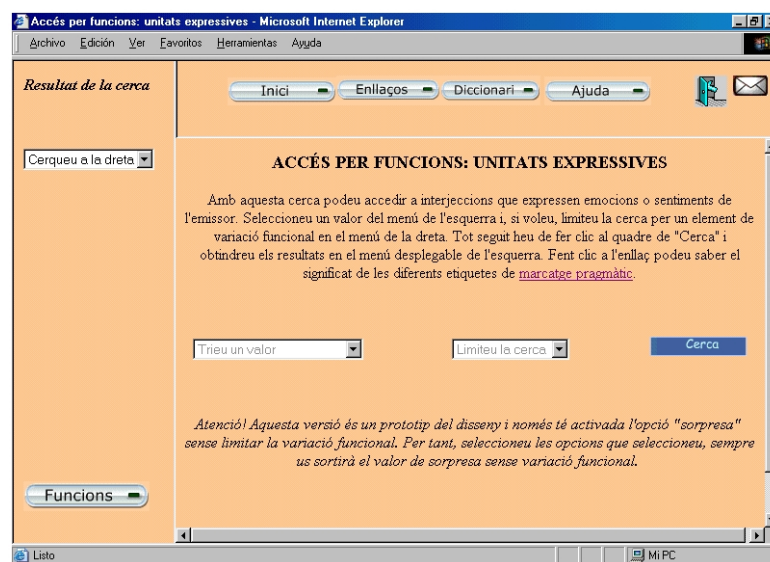 Accés per funcions: unitats expressives - Microsoft Internet Explorer
Archivo Edición Ver Favoritos Herramientas Ayuda
Resultat de la cerca
Inici Enllaços Diccionari Ajuda
Cerqueu a la dreta
ACCÉS PER FUNCIONS: UNITATS EXPRESSIVES
Amb aquesta cerca podeu accedir a interjeccions que expressen emocions o sentiments de
l'emissor. Seleccioneu un valor del menú de l'esquerra i, si voleu, limiteu la cerca per un element de
variació funcional en el menú de la dreta. Tot seguit heu de fer clic al quadre de "Cerca" i
obtindreu els resultats en el menú desplegable de l'esquerra. Fent clic a l'enllaç podeu saber el
significat de les diferents etiquetes de marcatge pragmàtic.
Trieu un valor Limiteu la cerca Cerca
Atenció! Aquesta versió és un prototip del disseny i només té activada l'opció "sorpresa"
sense limitar la variació funcional. Per tant, seleccioneu les opcions que seleccioneu, sempre
us sortirà el valor de sorpresa sense variació funcional.
Funcions
Listo Mi PC